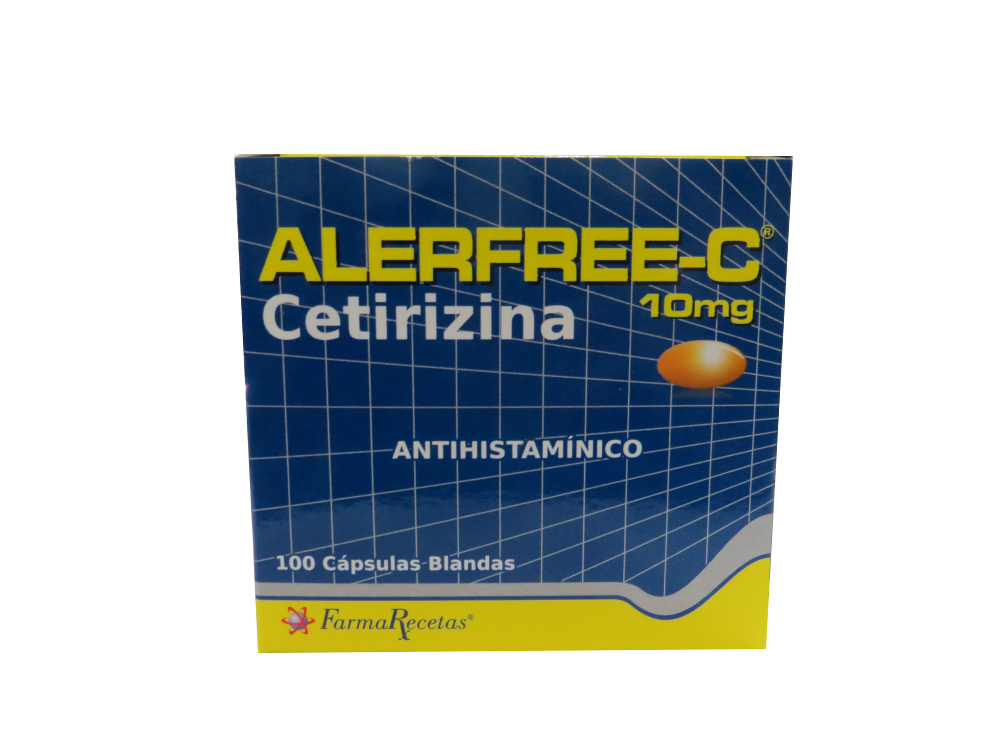 ALERFREE-C®
Cetirizina
10mg
ANTIHISTAMÍNICO
100 Cápsulas Blandas
FarmaRecetas®